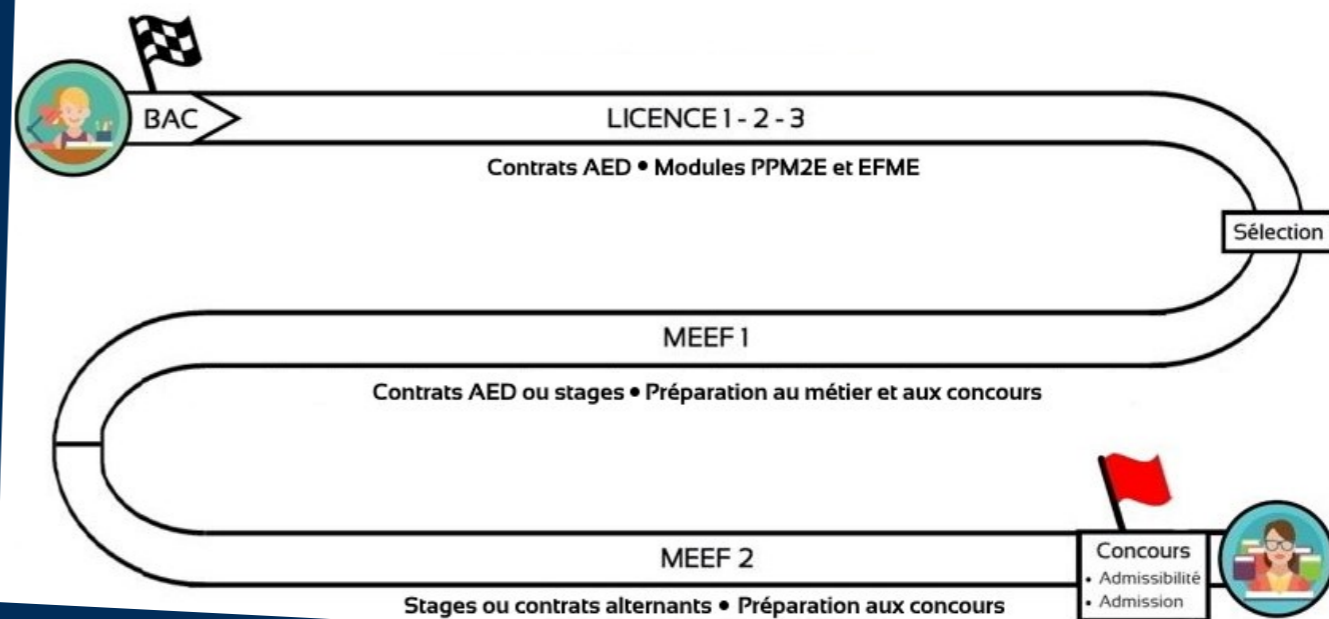 BAC
LICENCE 1 - 2 - 3
Contrats AED • Modules PPM2E et EFME
Sélection
MEEF 1
Contrats AED ou stages • Préparation au métier et aux concours
MEEF 2
Stages ou contrats alternants • Préparation aux concours
Concours
• Admissibilité
• Admission